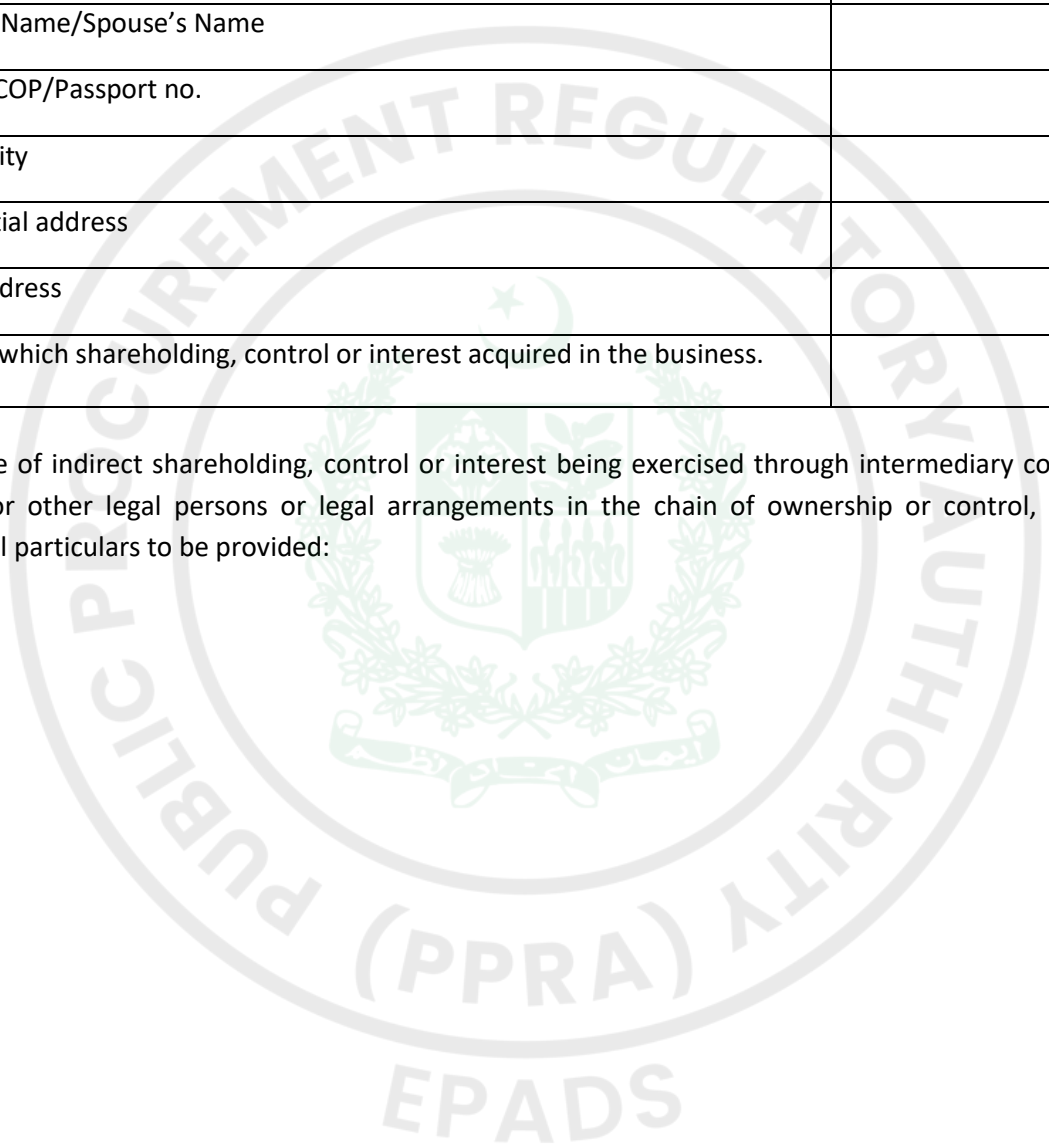 Name/Spouse’s Name
COP/Passport no.
ity
tial address
dress
which shareholding, control or interest acquired in the business.
e of indirect shareholding, control or interest being exercised through intermediary co
or other legal persons or legal arrangements in the chain of ownership or control,
l particulars to be provided:
PUBLIC PROCUREMENT REGULATORY AUTHORITY
(PPRA)
EPADS